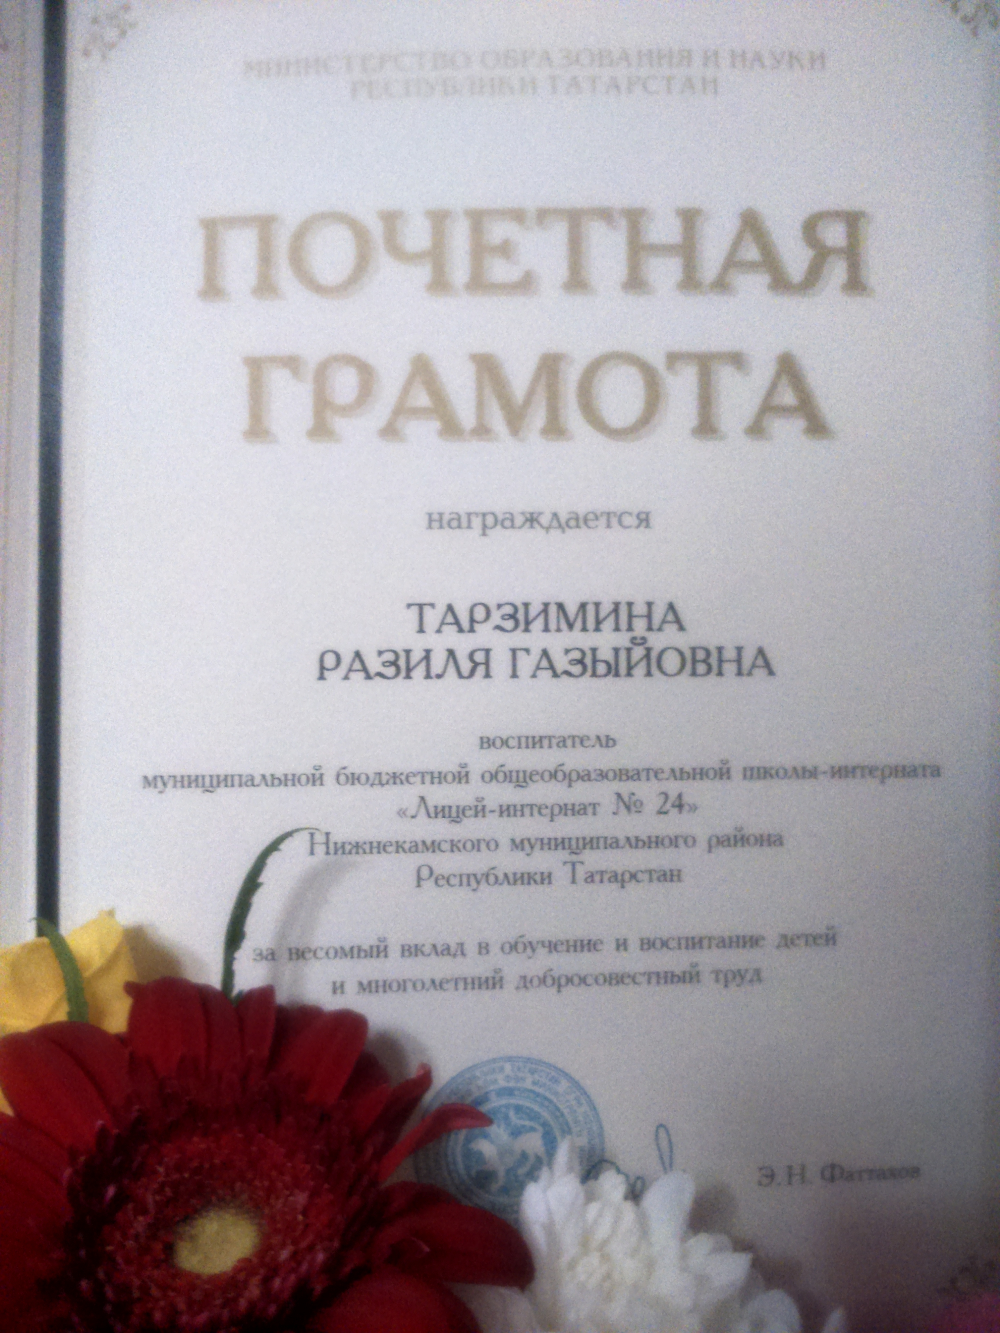 МИНИСТЕРСТВО ОБРАЗОВАНИЯ И НАУКИ
РЕСПУБЛИКИ ТАТАРСТАН
ПОЧЕТНАЯ
ГРАМОТА
награждается
ТАРЗИМИНА
РАЗИЛЯ ГАЗЫЙОВНА
воспитатель
муниципальной бюджетной общеобразовательной школы-интерната
«Лицей-интернат № 24»
Нижнекамского муниципального района
Республики Татарстан
за весомый вклад в обучение и воспитание детей
и многолетний добросовестный труд
Э.Н. Фаттахов